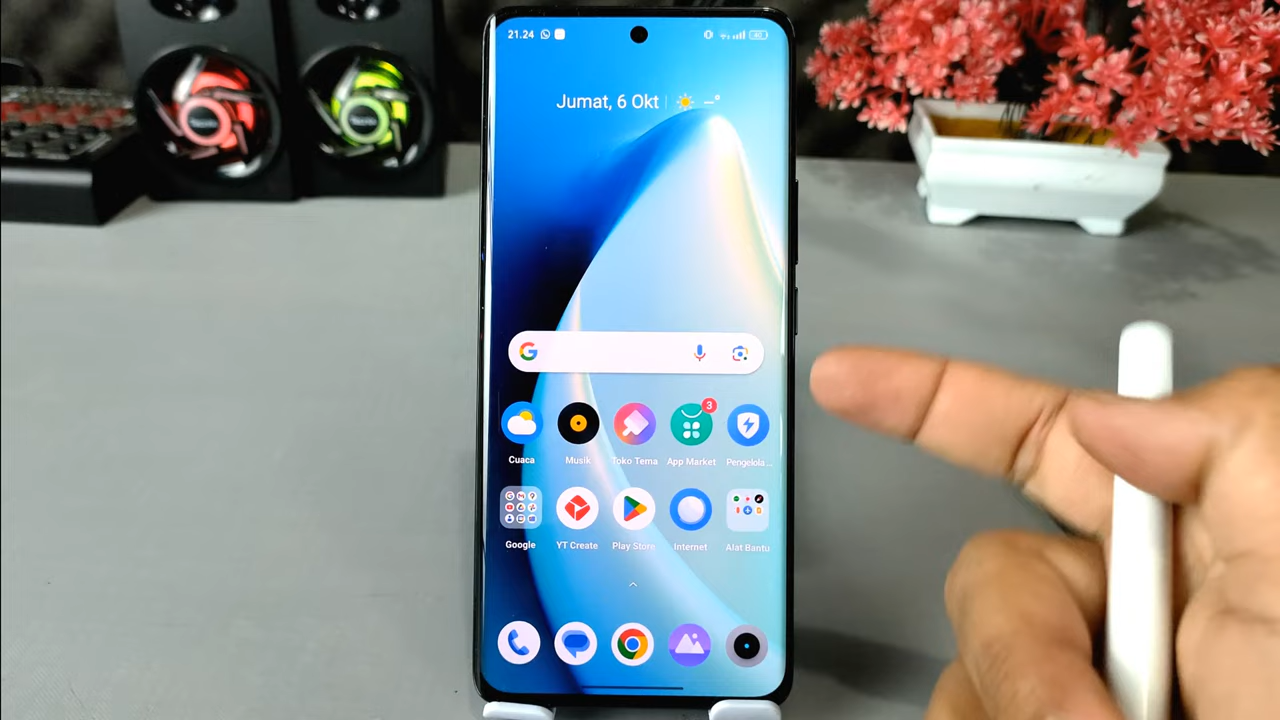 21.24
Jumat, 6 Okt
Cuaca
Musik
Toko Tema
3
App Market
Pengelola ...
Google
YT Create
Play Store
Internet
Alat Bantu